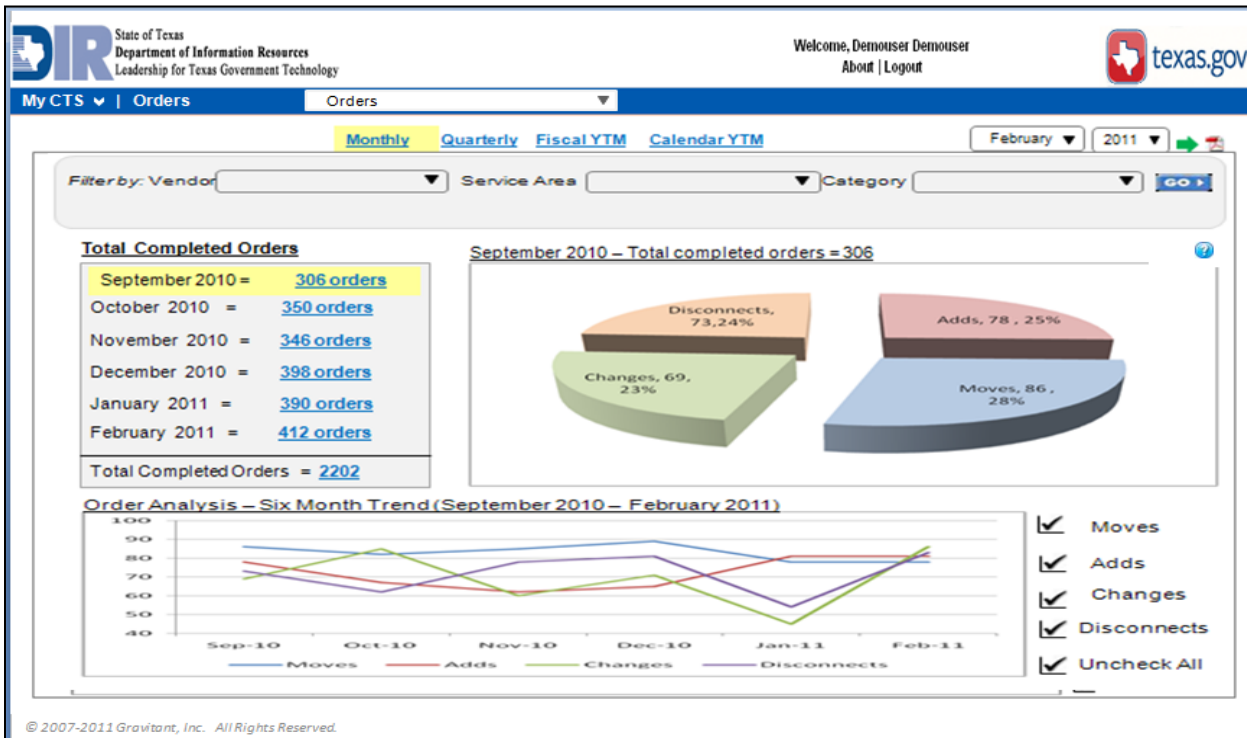 State of Texas
DIR Department of Information Resources
Leadership for Texas Government Technology
Welcome, Demouser Demouser
About | Logout
texas.gov
My CTS | Orders
Orders
Monthly Quarterly Fiscal YTM Calendar YTM
February 2011
Filter by: Vendor Service Area Category GO
Total Completed Orders
September 2010 = 306 orders
October 2010 = 350 orders
November 2010 = 346 orders
December 2010 = 398 orders
January 2011 = 390 orders
February 2011 = 412 orders
Total Completed Orders = 2202
September 2010 – Total completed orders = 306
?
Disconnects,
73,24%
Adds, 78 , 25%
Changes, 69,
23%
Moves, 86 ,
28%
Order Analysis – Six Month Trend (September 2010 – February 2011)
100
90
80
70
60
50
40
Sep-10 Oct-10 Nov-10 Dec-10 Jan-11 Feb-11
Moves Adds Changes Disconnects
Moves
Adds
Changes
Disconnects
Uncheck All
© 2007-2011 Gravitant, Inc. All Rights Reserved.